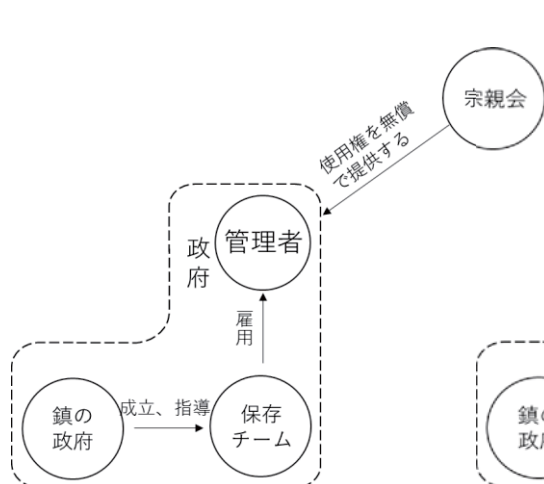 宗親会
使用権を無償
で提供する
政
府
管理者
雇
用
鎮の
政府
成立、指導
保存
チーム